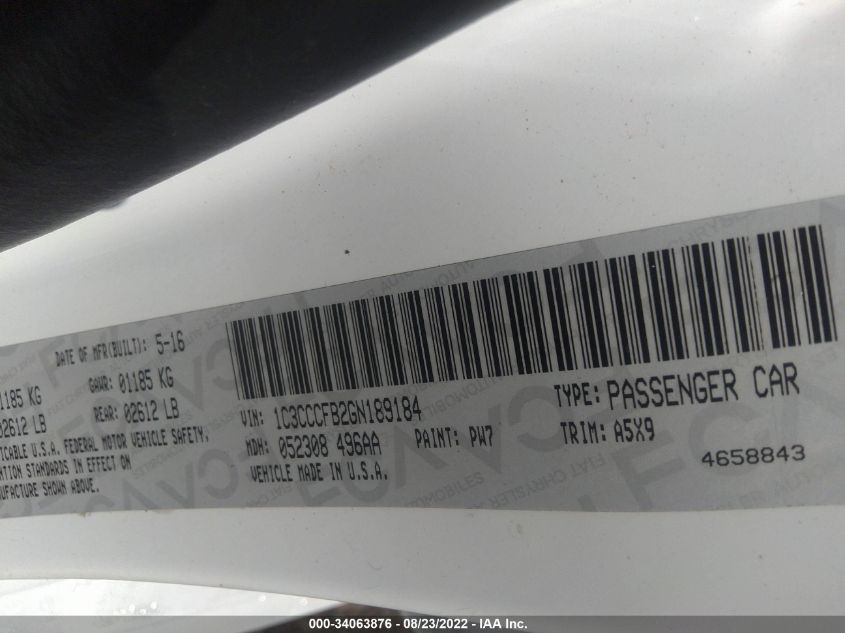 DATE OF MFR(BUILT): 5-16
1185 KG GAWR: 01185 KG
02612 LB REAR: 02612 LB
ICABLE U.S.A. FEDERAL MOTOR VEHICLE SAFETY,
NTION STANDARDS IN EFFECT ON
NUFACTURE SHOWN ABOVE.
VIN: 1C3CCCFB2GN189184 TYPE: PASSENGER CAR
MDH: 052308 496AA PAINT: PW7 TRIM: A5X9
VEHICLE MADE IN U.S.A. 4658843
000-34063876 - 08/23/2022 - IAA Inc.